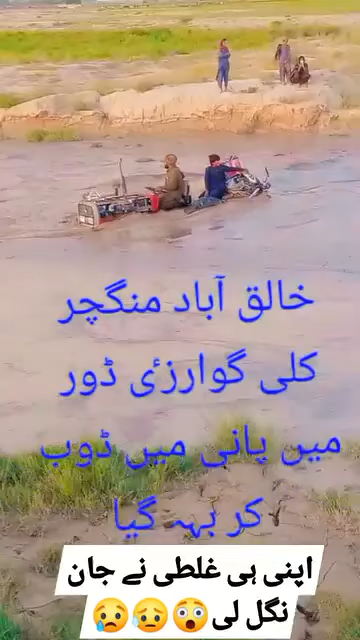 خالق آباد منگچر
کلی گوارزئ ڈور
میں پانی میں ڈوب
کر بہہ گیا
اپنی ہی غلطی نے جان
نگل لی😲😥😢